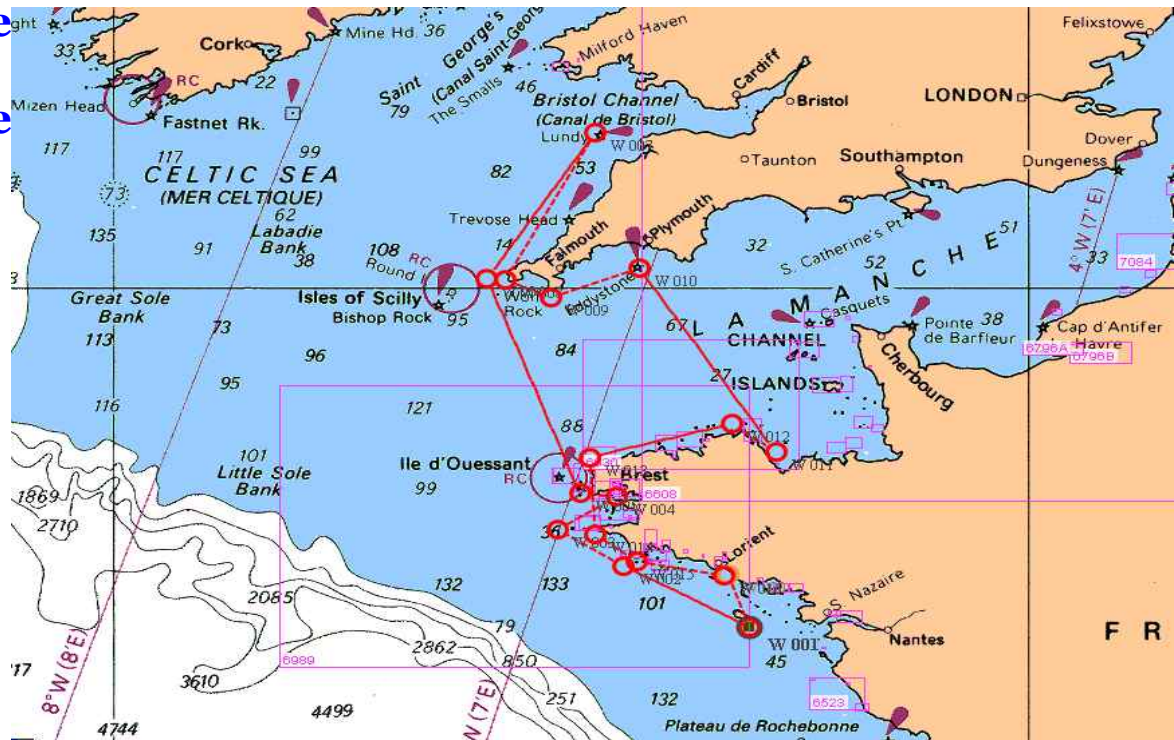 e
e
Mine Hd.
36
Cork
33
22
RC
Mizen Head
Fastnet Rk.
117
117
99
CELTIC SEA
(MER CELTIQUE)
73
62
Labadie
Bank
135
91
38
108
Great Sole
Bank
113
73
96
95
116
101
Little Sole
Bank
121
99
1869
2710
Saint George's
(Canal Saint-Georg
79
The Smalls
46
Milford Haven
Bristol Channel
(Canal de Bristol)
Lundy
W 007
53
82
Trevose Head
14
Cardiff
Bristol
Taunton
LONDON
Felixstowe
Dover
Dungeness
Southampton
S. Catherine's Pt
51
4°W (7'E)
33
7084
52
32
Plymouth
Falmouth
Eddystone
W 010
RC
Round I
Isles of Scilly
Bishop Rock
95
Rock
W 009
84
67
LA MANCHE
CHANNEL
ISLANDS
Casquets
27
Cherbourg
Pointe
de Barfleur
38
Cap d'Antifer
Havre
6796A
0796B
88
Ile d'Ouessant
RC
W 012
W 011
Brest
W 004
6608
Lorient
132
133
W 002
101
S. Nazaire
Nantes
W 001
45
F R
2085
2862
79
850
3610
251
132
6989
6523
4499
4744
8°W (8'E)
W (7'E)
Plateau de Rochebonne